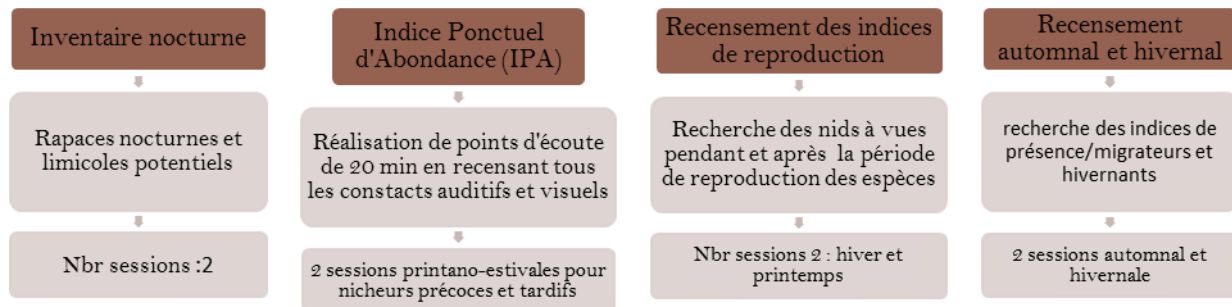 Inventaire nocturne
Rapaces nocturnes et
limicoles potentiels
Nbr sessions :2
Indice Ponctuel
d'Abondance (IPA)
Réalisation de points d'écoute
de 20 min en recensant tous
les constacts auditifs et visuels
2 sessions printano-estivales pour
nicheurs précoces et tardifs
Recensement des indices
de reproduction
Recherche des nids à vues
pendant et après la période
de reproduction des espèces
Nbr sessions 2 : hiver et
printemps
Recensement
automnal et hivernal
recherche des indices de
présence/migrateurs et
hivernants
2 sessions automnal et
hivernale